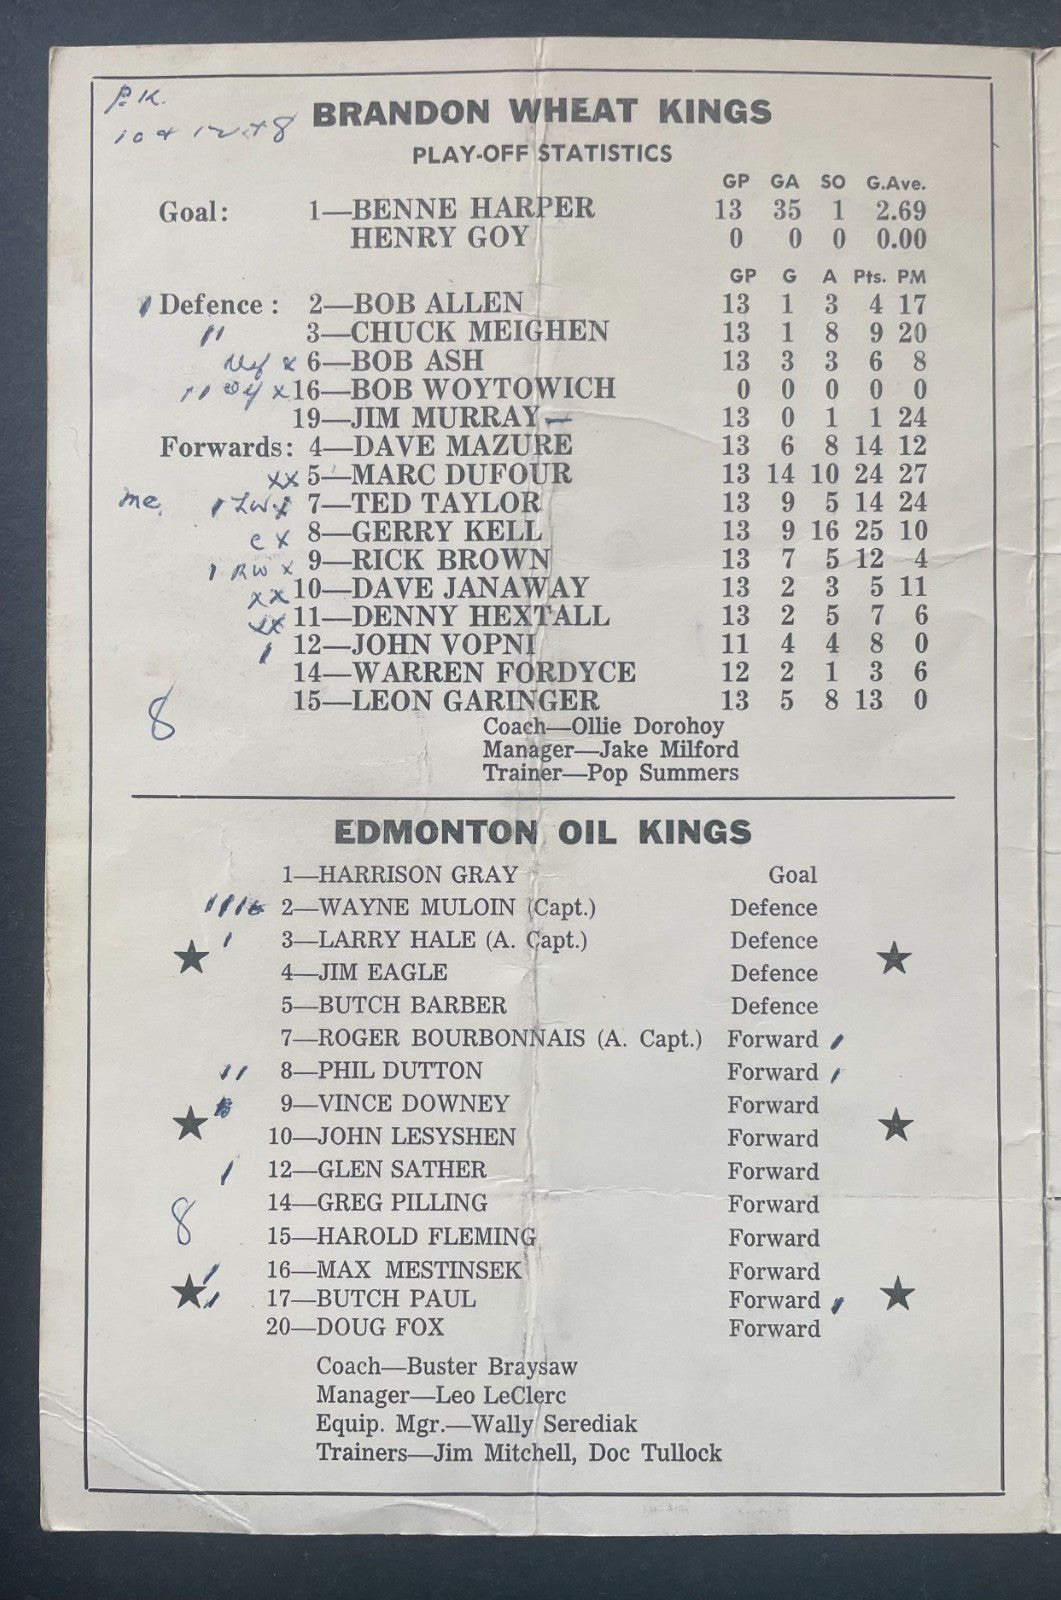 P.K.
BRANDON WHEAT KINGS
PLAY-OFF STATISTICS
GP GA SO G.Ave.
Goal: 1—BENNE HARPER 13 35 1 2.69
HENRY GOY 0 0 0 0.00
GP G A Pts. PM
Defence: 2—BOB ALLEN 13 1 3 4 17
3—CHUCK MEIGHEN 13 1 8 9 20
x 6—BOB ASH 13 3 3 6 8
x 16—BOB WOYTOWICH 0 0 0 0 0
19—JIM MURRAY 13 0 1 1 24
Forwards: 4—DAVE MAZURE 13 6 8 14 12
xx 5—MARC DUFOUR 13 14 10 24 27
me. LW x 7—TED TAYLOR 13 9 5 14 24
C x 8—GERRY KELL 13 9 16 25 10
RW x 9—RICK BROWN 13 7 5 12 4
xx 10—DAVE JANAWAY 13 2 3 5 11
xx 11—DENNY HEXTALL 13 2 5 7 6
12—JOHN VOPNI 11 4 4 8 0
14—WARREN FORDYCE 12 2 1 3 6
15—LEON GARINGER 13 5 8 13 0
8
Coach—Ollie Dorohoy
Manager—Jake Milford
Trainer—Pop Summers
EDMONTON OIL KINGS
1—HARRISON GRAY Goal
2—WAYNE MULOIN (Capt.) Defence
3—LARRY HALE (A. Capt.) Defence
4—JIM EAGLE Defence
5—BUTCH BARBER Defence
7—ROGER BOURBONNAIS (A. Capt.) Forward
8—PHIL DUTTON Forward
9—VINCE DOWNEY Forward
10—JOHN LESYSHEN Forward
12—GLEN SATHER Forward
14—GREG PILLING Forward
8
15—HAROLD FLEMING Forward
16—MAX MESTINSEK Forward
17—BUTCH PAUL Forward
20—DOUG FOX Forward
Coach—Buster Braysaw
Manager—Leo LeClerc
Equip. Mgr.—Wally Serediak
Trainers—Jim Mitchell, Doc Tullock